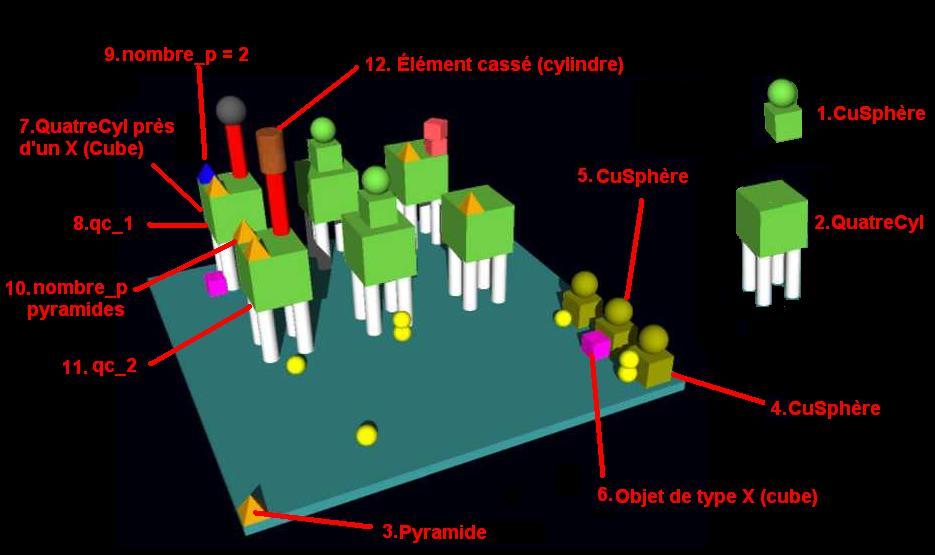 9.nombre_p = 2
12. Élément cassé (cylindre)
7.QuatreCyl près
d'un X (Cube)
1.CuSphère
5. CuSphère
8.qc_1
2.QuatreCyl
10.nombre_p
pyramides
11. qc_2
4.CuSphère
6.Objet de type X (cube)
3.Pyramide